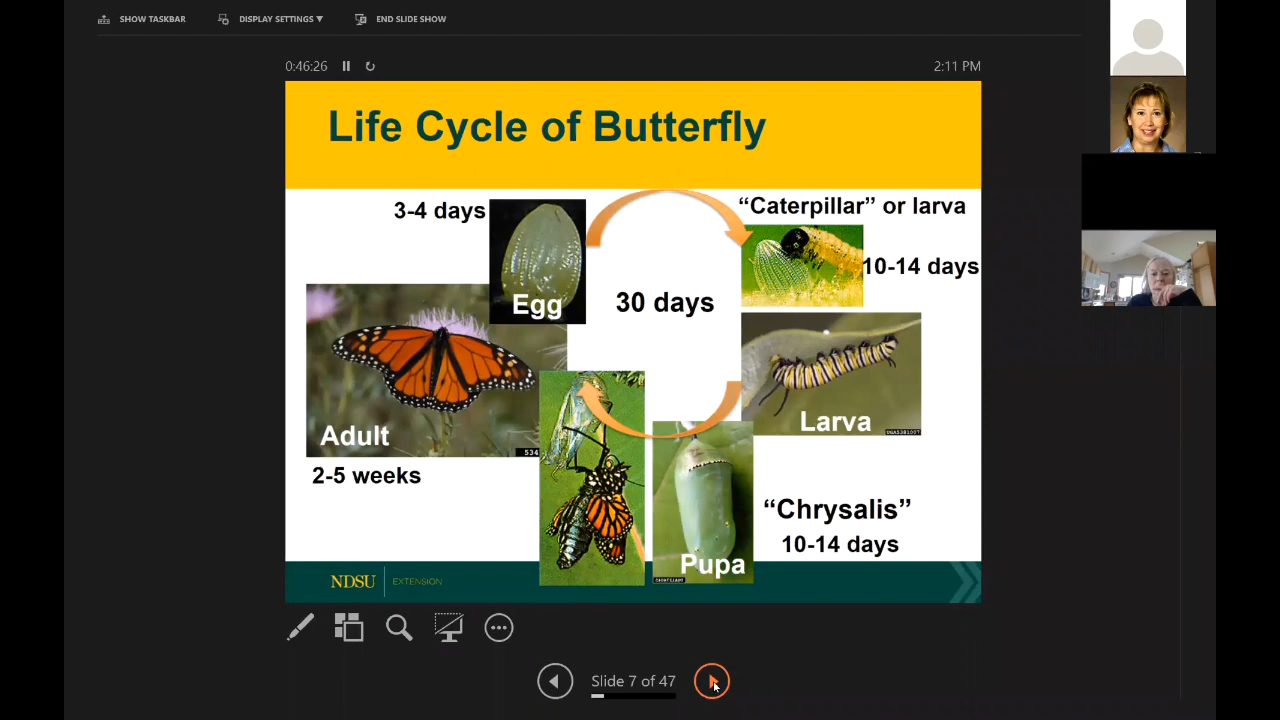 SHOW TASKBAR
DISPLAY SETTINGS ▼
END SLIDE SHOW
0:46:26
2:11 PM
Life Cycle of Butterfly
3-4 days
Egg
“Caterpillar” or larva
10-14 days
30 days
Larva
Adult
534
2-5 weeks
“Chrysalis”
10-14 days
Pupa
NDSU
EXTENSION
Slide 7 of 47